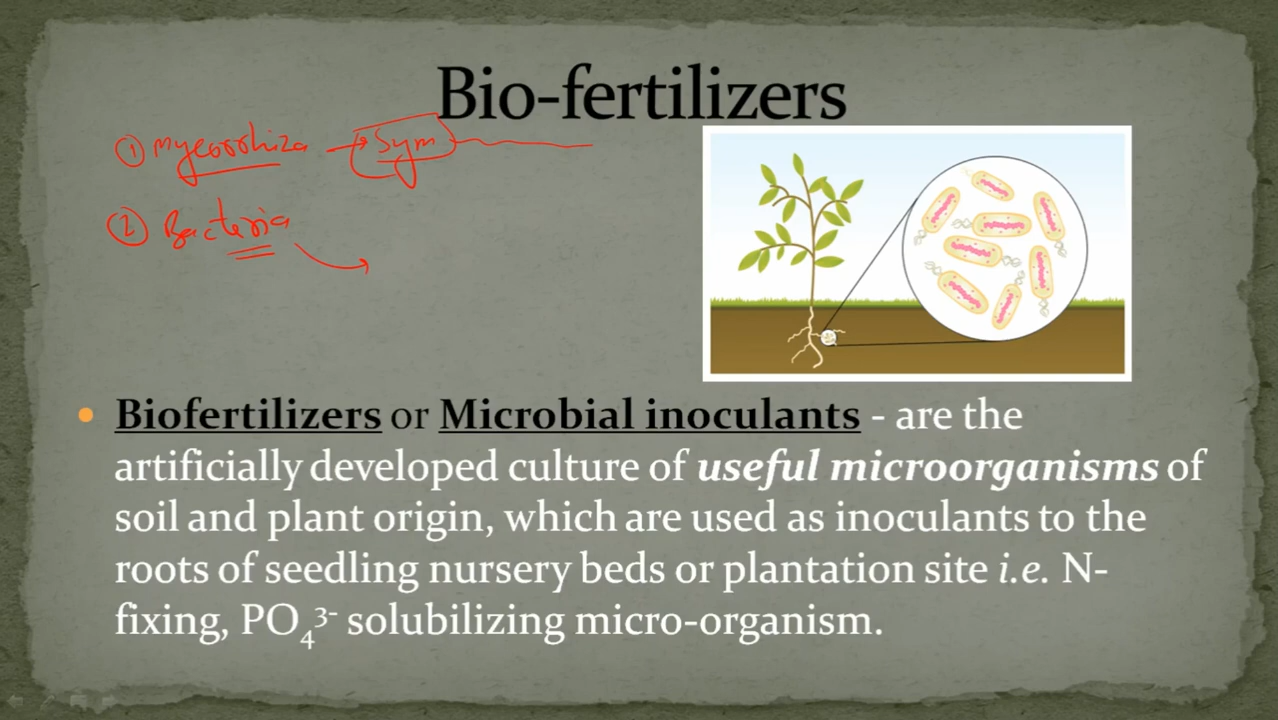 Bio-fertilizers
① Mycorrhiza → Sym
② Bacteria
• Biofertilizers or Microbial inoculants - are the
artificially developed culture of useful microorganisms of
soil and plant origin, which are used as inoculants to the
roots of seedling nursery beds or plantation site i.e. N-
fixing, PO₄³⁻ solubilizing micro-organism.